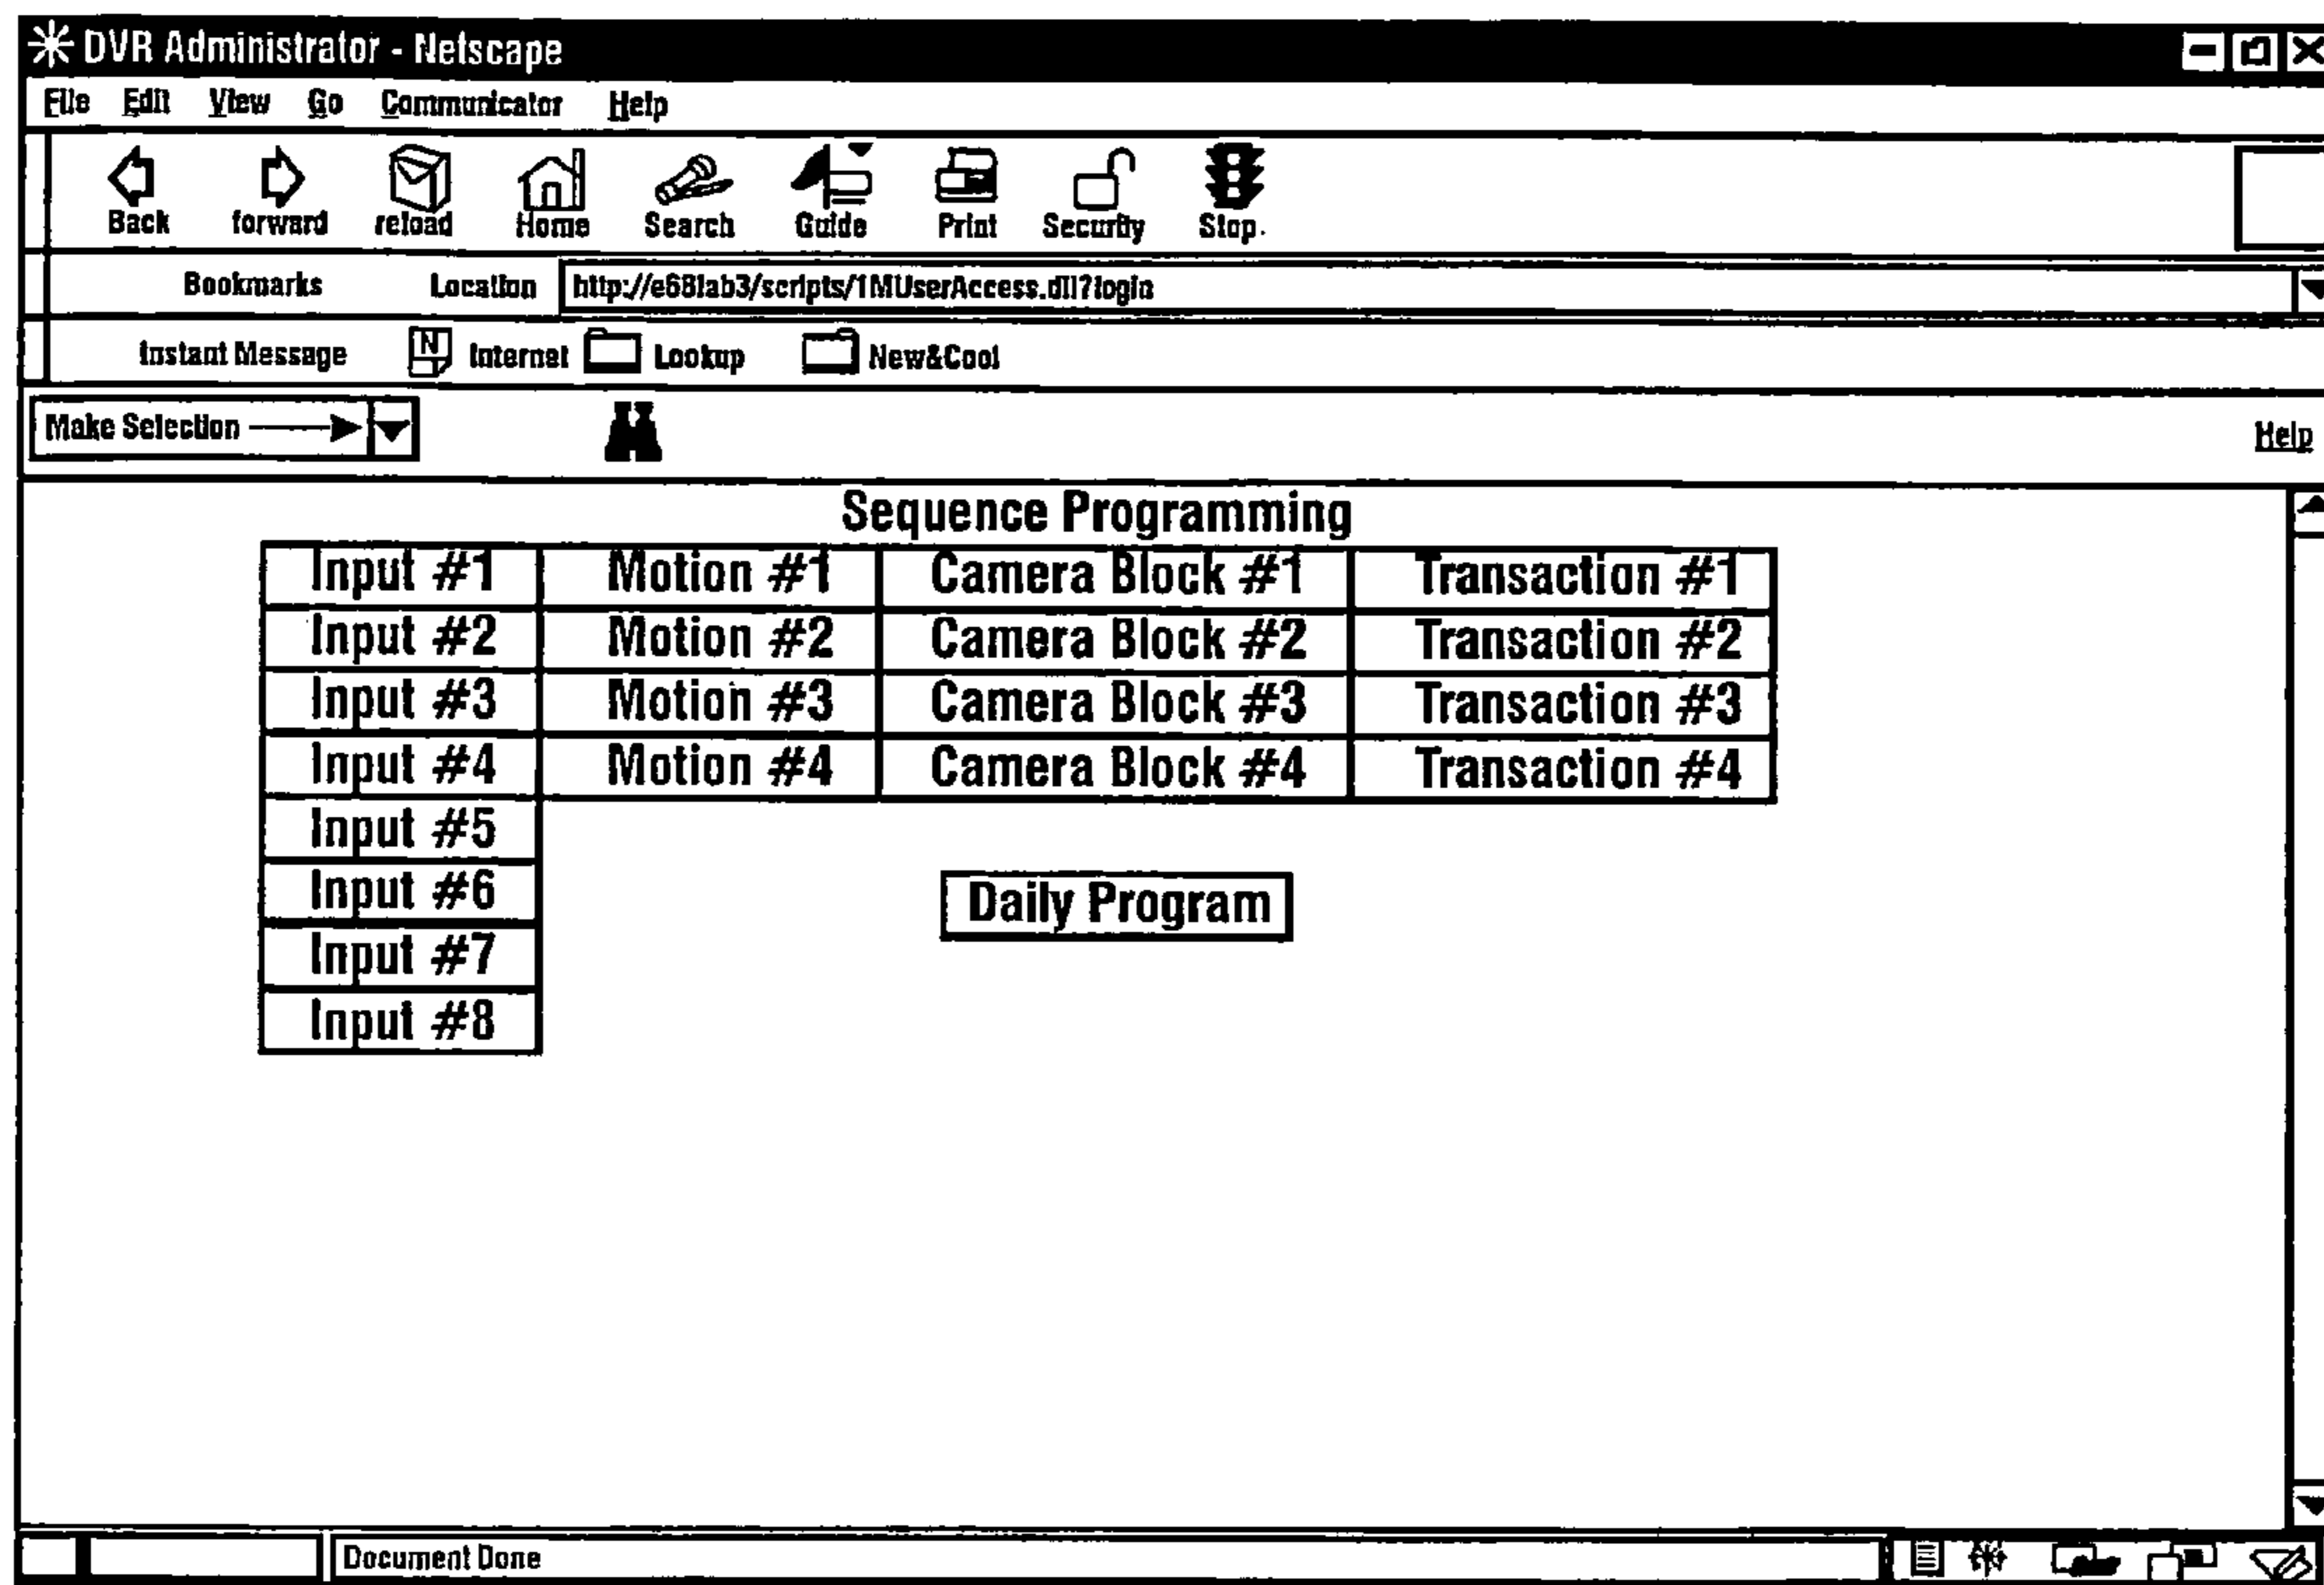 DVR Administrator - Netscape
File Edit View Go Communicator Help
Back forward reload Home Search Guide Print Security Stop
Bookmarks Location http://e68lab3/scripts/1MUserAccess.dll?login
Instant Message N Internet Lookup New&Cool
Make Selection Help
Sequence Programming
Input #1 Motion #1 Camera Block #1 Transaction #1
Input #2 Motion #2 Camera Block #2 Transaction #2
Input #3 Motion #3 Camera Block #3 Transaction #3
Input #4 Motion #4 Camera Block #4 Transaction #4
Input #5
Input #6
Daily Program
Input #7
Input #8
Document Done